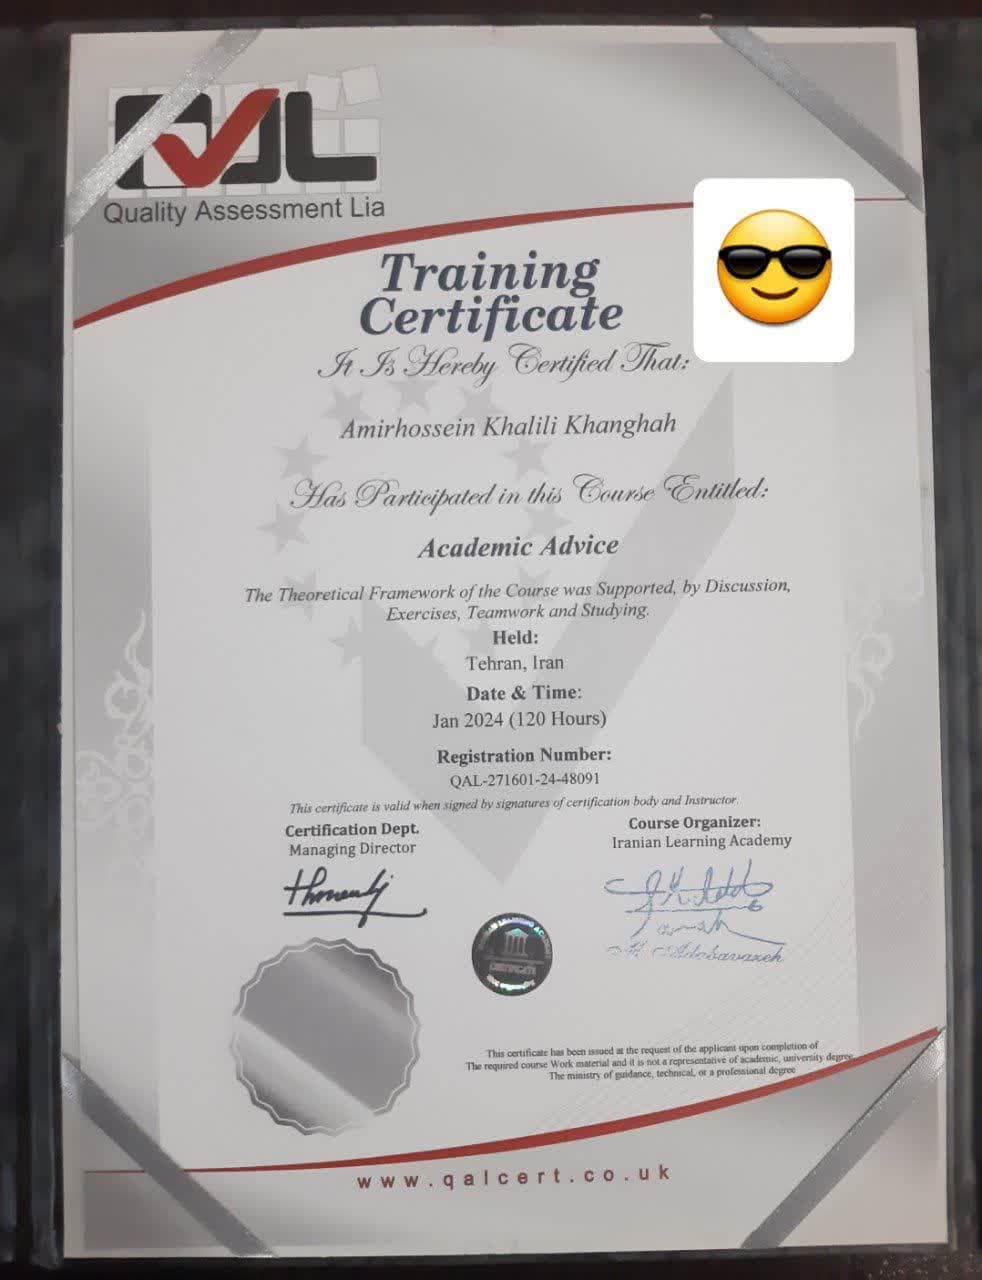 QAL
Quality Assessment Lia
Training
Certificate
It Is Hereby Certified That:
Amirhossein Khalili Khanghah
Has Participated in this Course Entitled:
Academic Advice
The Theoretical Framework of the Course was Supported, by Discussion,
Exercises, Teamwork and Studying.
Held:
Tehran, Iran
Date & Time:
Jan 2024 (120 Hours)
Registration Number:
QAL-271601-24-48091
This certificate is valid when signed by signatures of certification body and Instructor.
Certification Dept.
Managing Director
Course Organizer:
Iranian Learning Academy
CERTIFICATE
This certificate has been issued at the request of the applicant upon completion of
The required course Work material and it is not a representative of academic, university degree,
The ministry of guidance, technical, or a professional degree
www.qalcert.co.uk